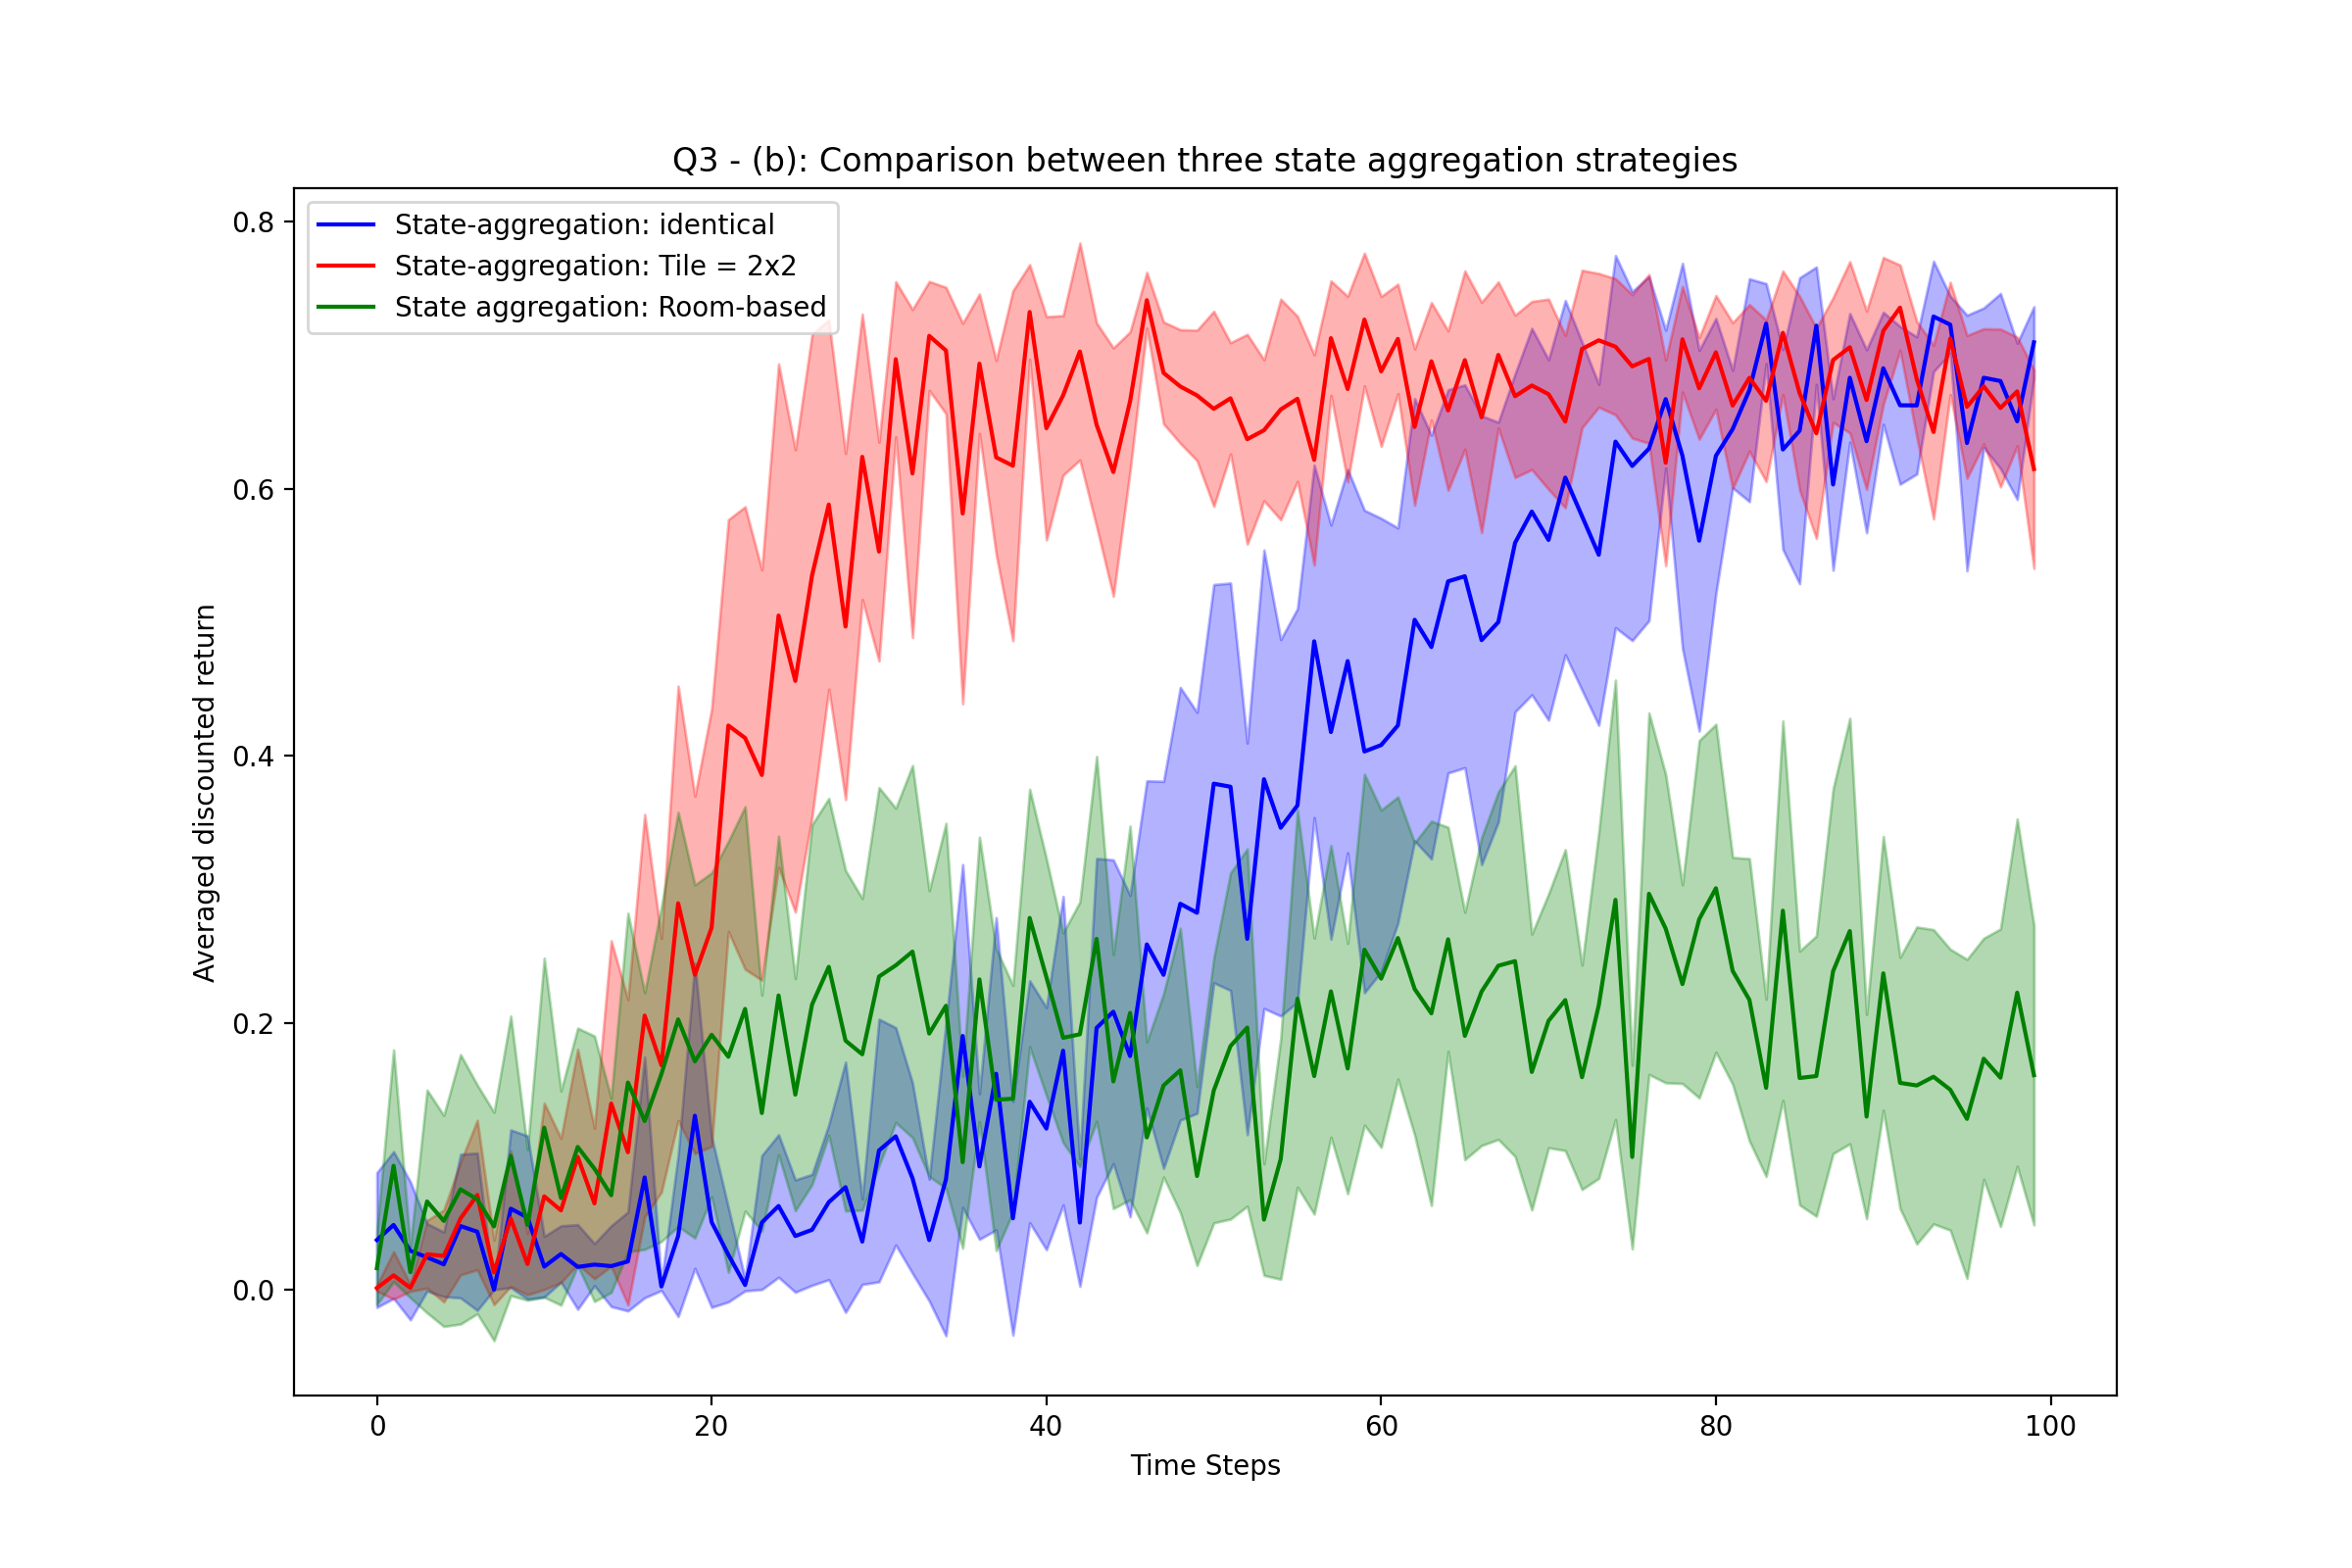 Q3 - (b): Comparison between three state aggregation strategies
State-aggregation: identical
State-aggregation: Tile = 2x2
State aggregation: Room-based
Averaged discounted return
0.8
0.6
0.4
0.2
0.0
0 20 40 60 80 100
Time Steps